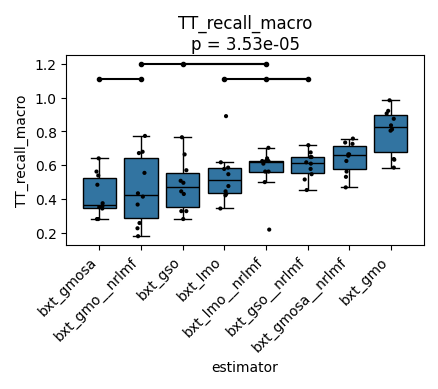 TT_recall_macro
p = 3.53e-05
TT_recall_macro
1.2
1.0
0.8
0.6
0.4
0.2
bxt_gmosa
bxt_gmo__nrlmf
bxt_gso
bxt_lmo
bxt_lmo__nrlmf
bxt_gso__nrlmf
bxt_gmosa__nrlmf
bxt_gmo
estimator